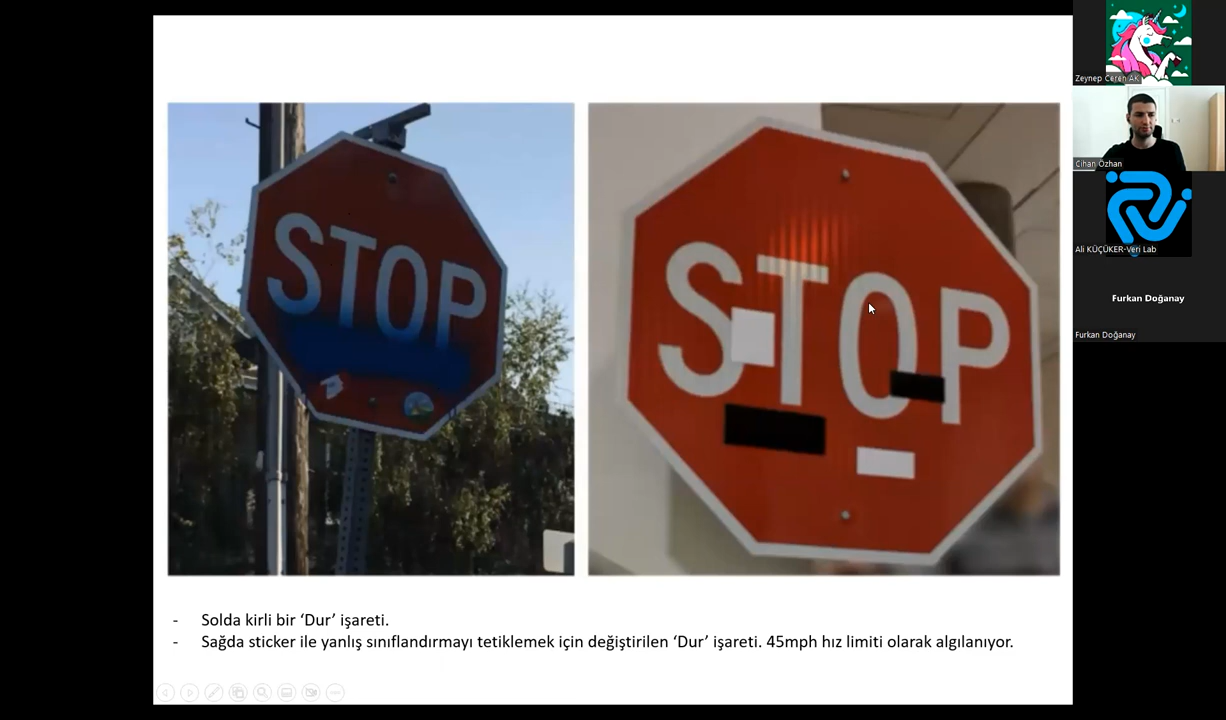 Zeynep Ceren AK
STOP
STOP
Cihan Özhan
Ali KÜÇÜKER-Veri Lab
Furkan Doğanay
Furkan Doğanay
- Solda kirli bir ‘Dur’ işareti.
- Sağda sticker ile yanlış sınıflandırmayı tetiklemek için değiştirilen ‘Dur’ işareti. 45mph hız limiti olarak algılanıyor.